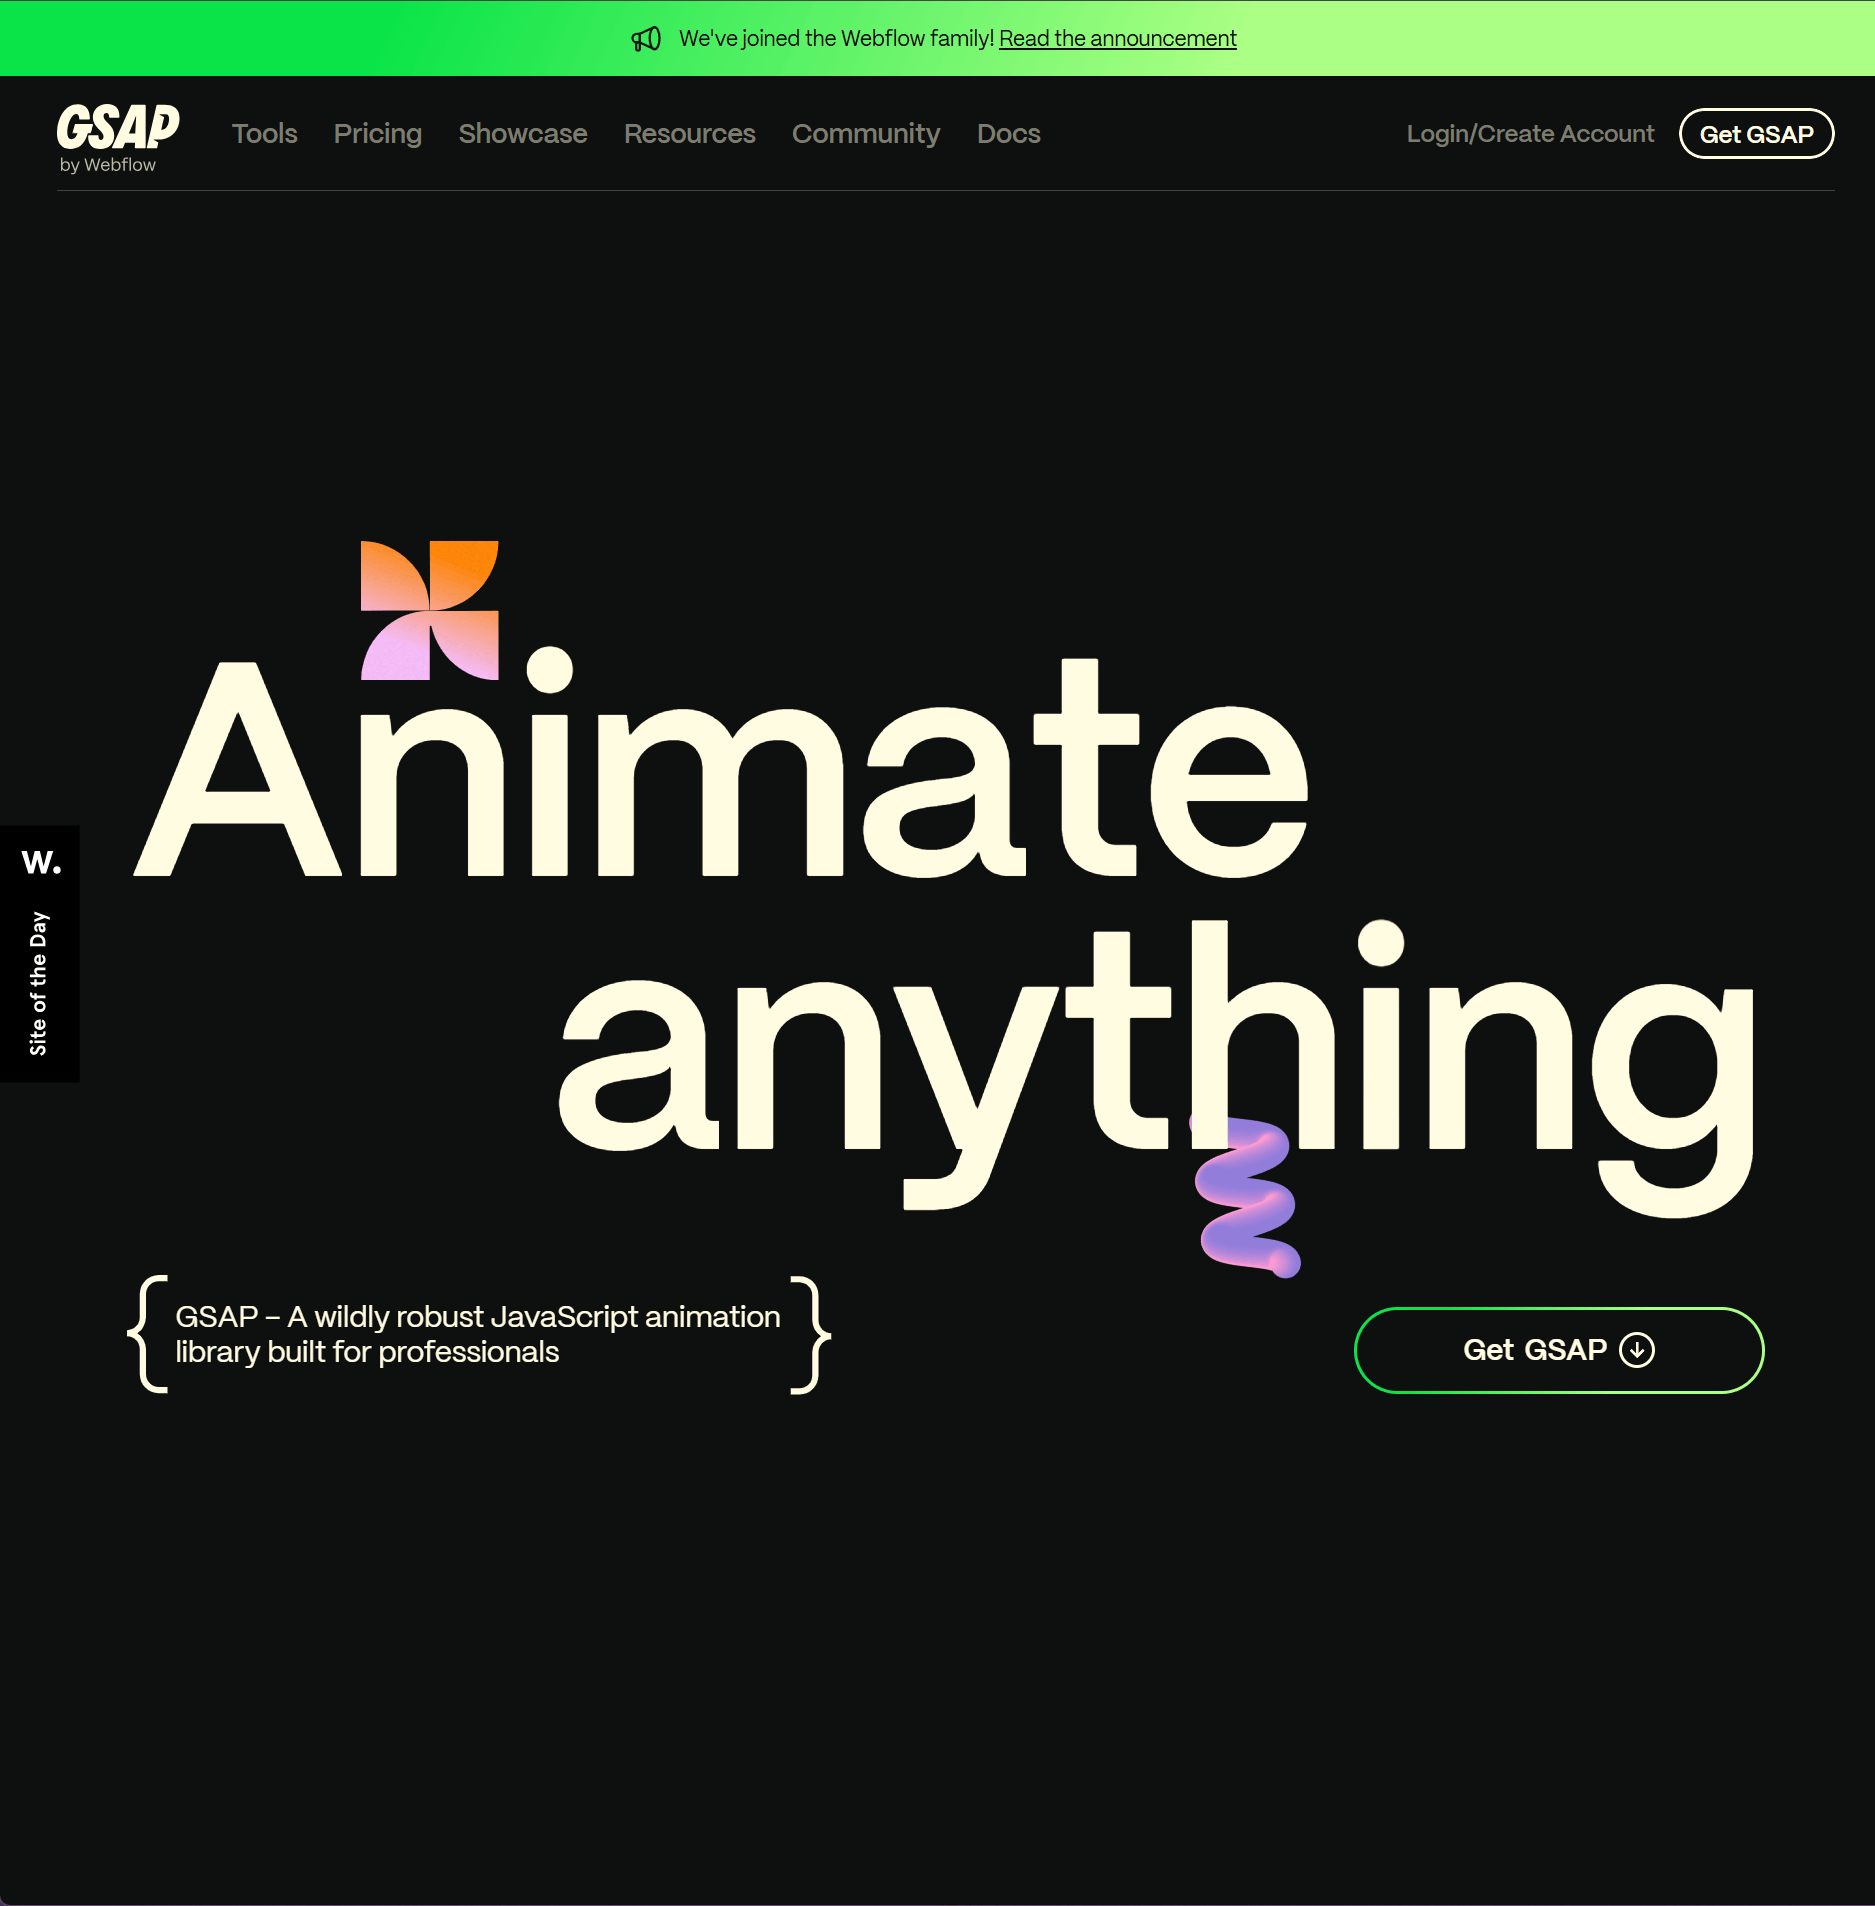 We've joined the Webflow family! Read the announcement
GSAP
by Webflow
Tools Pricing Showcase Resources Community Docs
Login/Create Account Get GSAP
Animate
anything
W.
Site of the Day
{ GSAP – A wildly robust JavaScript animation
library built for professionals }
Get GSAP